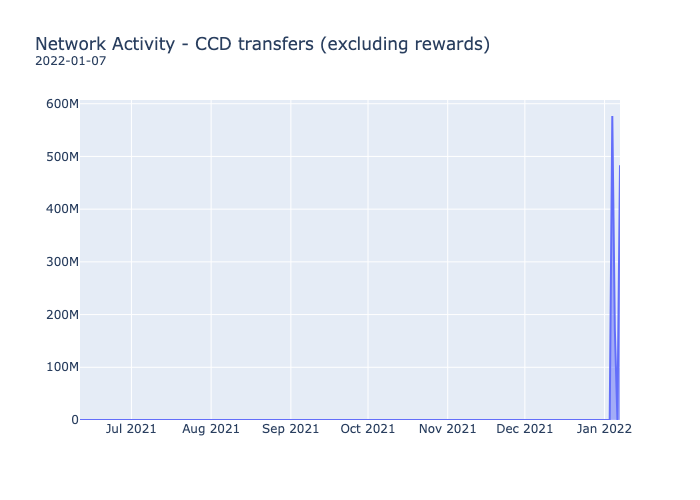 Network Activity - CCD transfers (excluding rewards)
2022-01-07
600M
500M
400M
300M
200M
100M
0
Jul 2021 Aug 2021 Sep 2021 Oct 2021 Nov 2021 Dec 2021 Jan 2022